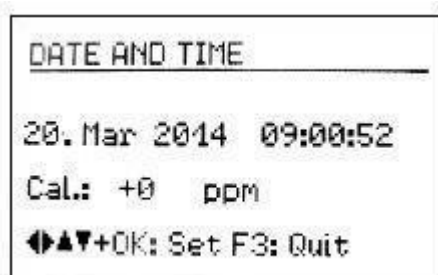 DATE AND TIME
20. Mar 2014 09:00:52
Cal.: +0 ppm
◀▶▲▼+OK: Set F3: Quit